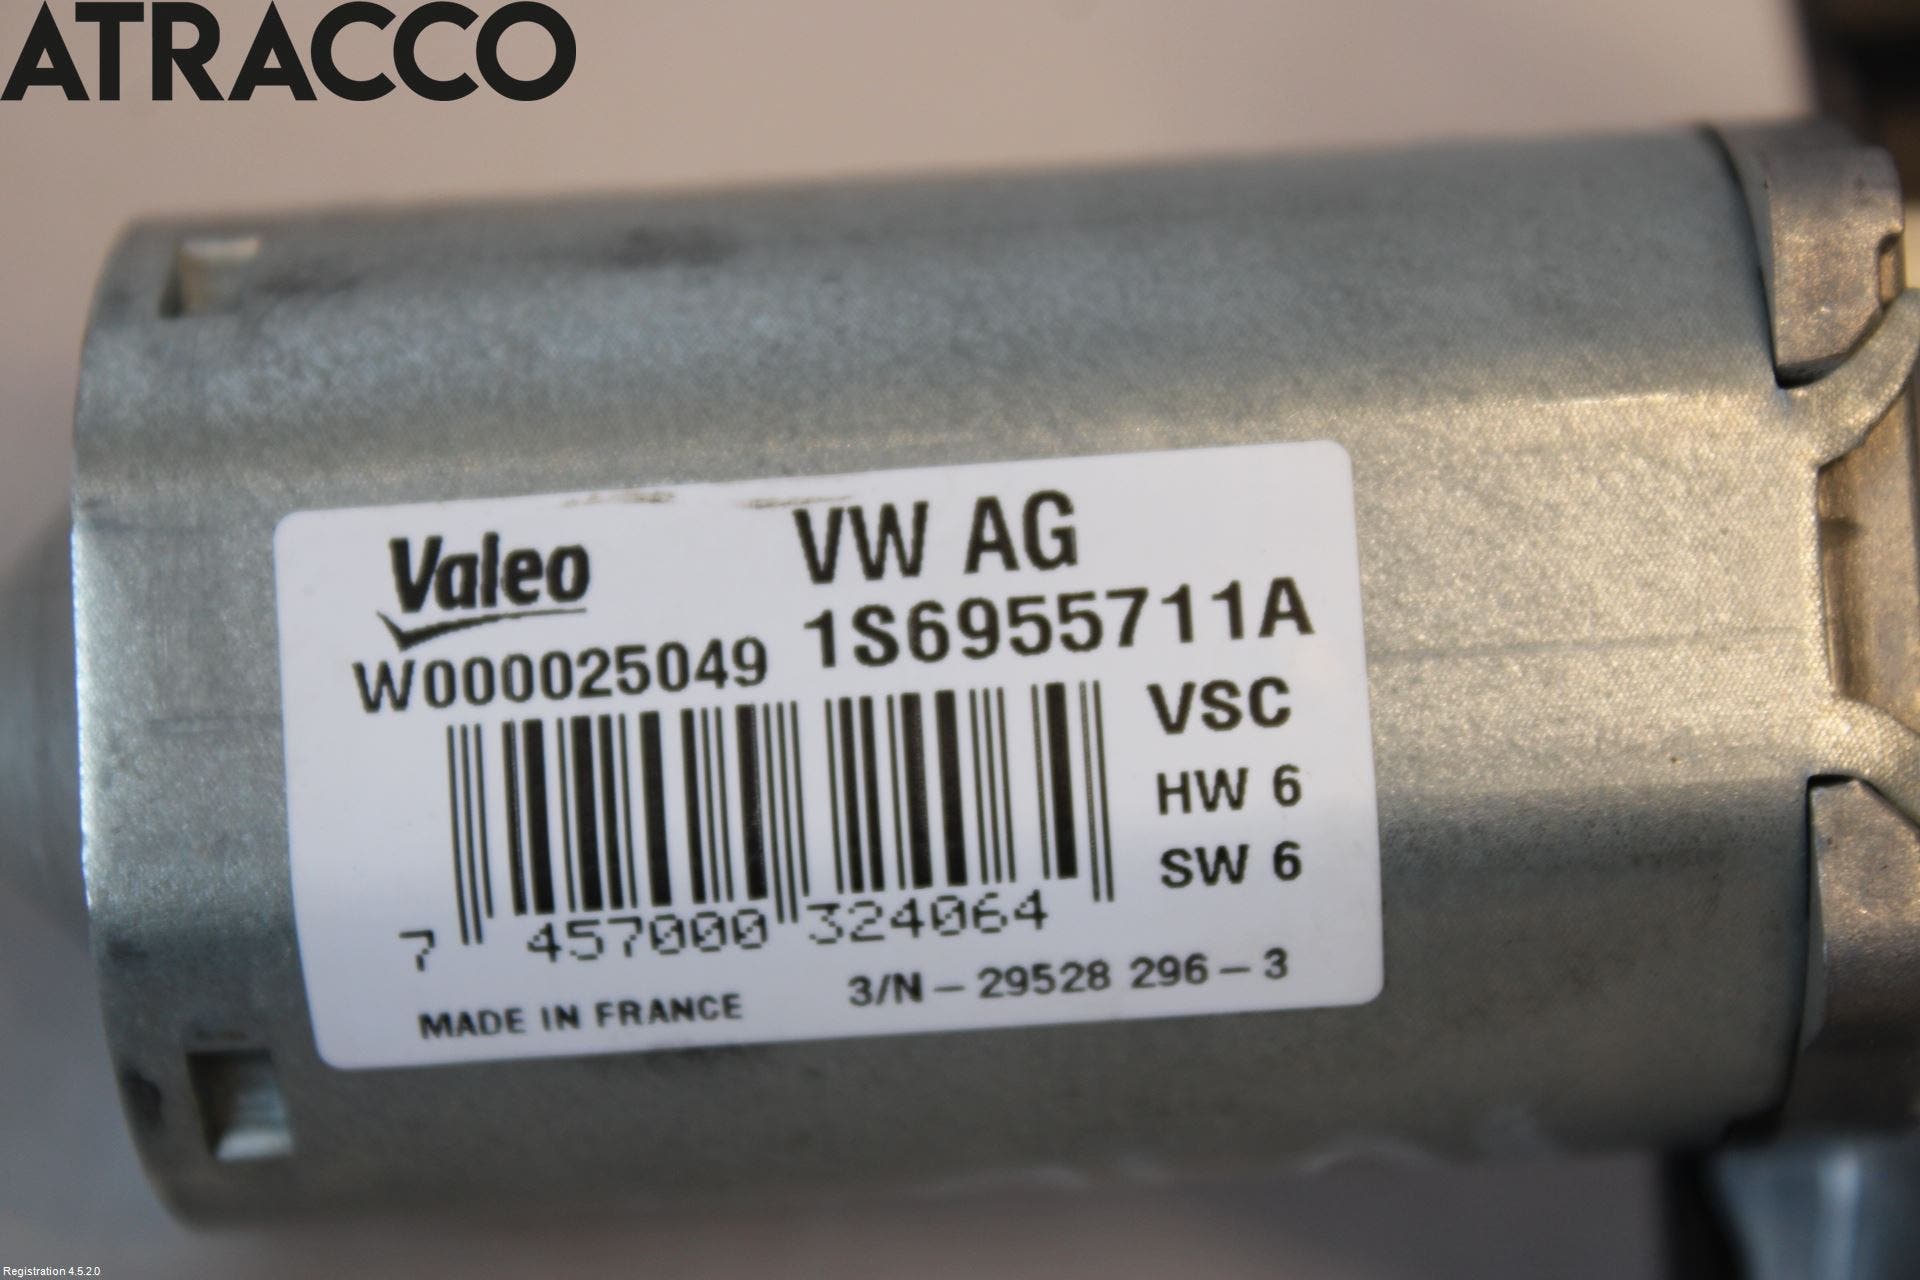 ATRACCO
Valeo
VW AG
W000025049
1S6955711A
VSC
HW 6
SW 6
7 457000 324064
MADE IN FRANCE
3/N - 29528 296 - 3
Registration 4.5.2.0